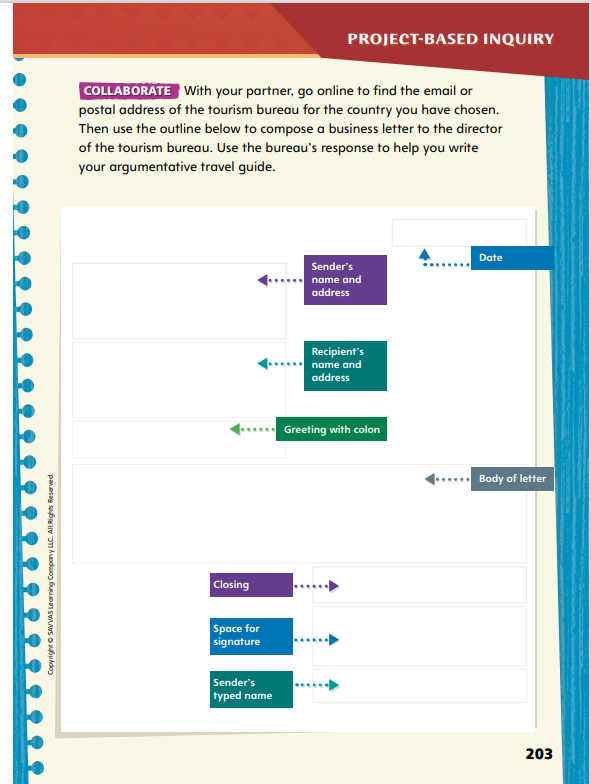 PROJECT-BASED INQUIRY
COLLABORATE With your partner, go online to find the email or
postal address of the tourism bureau for the country you have chosen.
Then use the outline below to compose a business letter to the director
of the tourism bureau. Use the bureau's response to help you write
your argumentative travel guide.
Date
Sender's
name and
address
Recipient's
name and
address
Greeting with colon
Body of letter
Closing
Space for
signature
Sender's
typed name
Copyright © SAVVAS Learning Company LLC. All Rights Reserved.
203